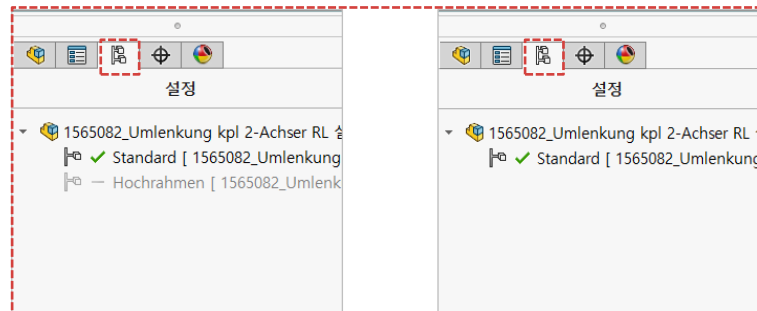 설정
1565082_Umlenkung kpl 2-Achser RL
Standard [ 1565082_Umlenkung
Hochrahmen [ 1565082_Umlenk
설정
1565082_Umlenkung kpl 2-Achser RL
Standard [ 1565082_Umlenkung